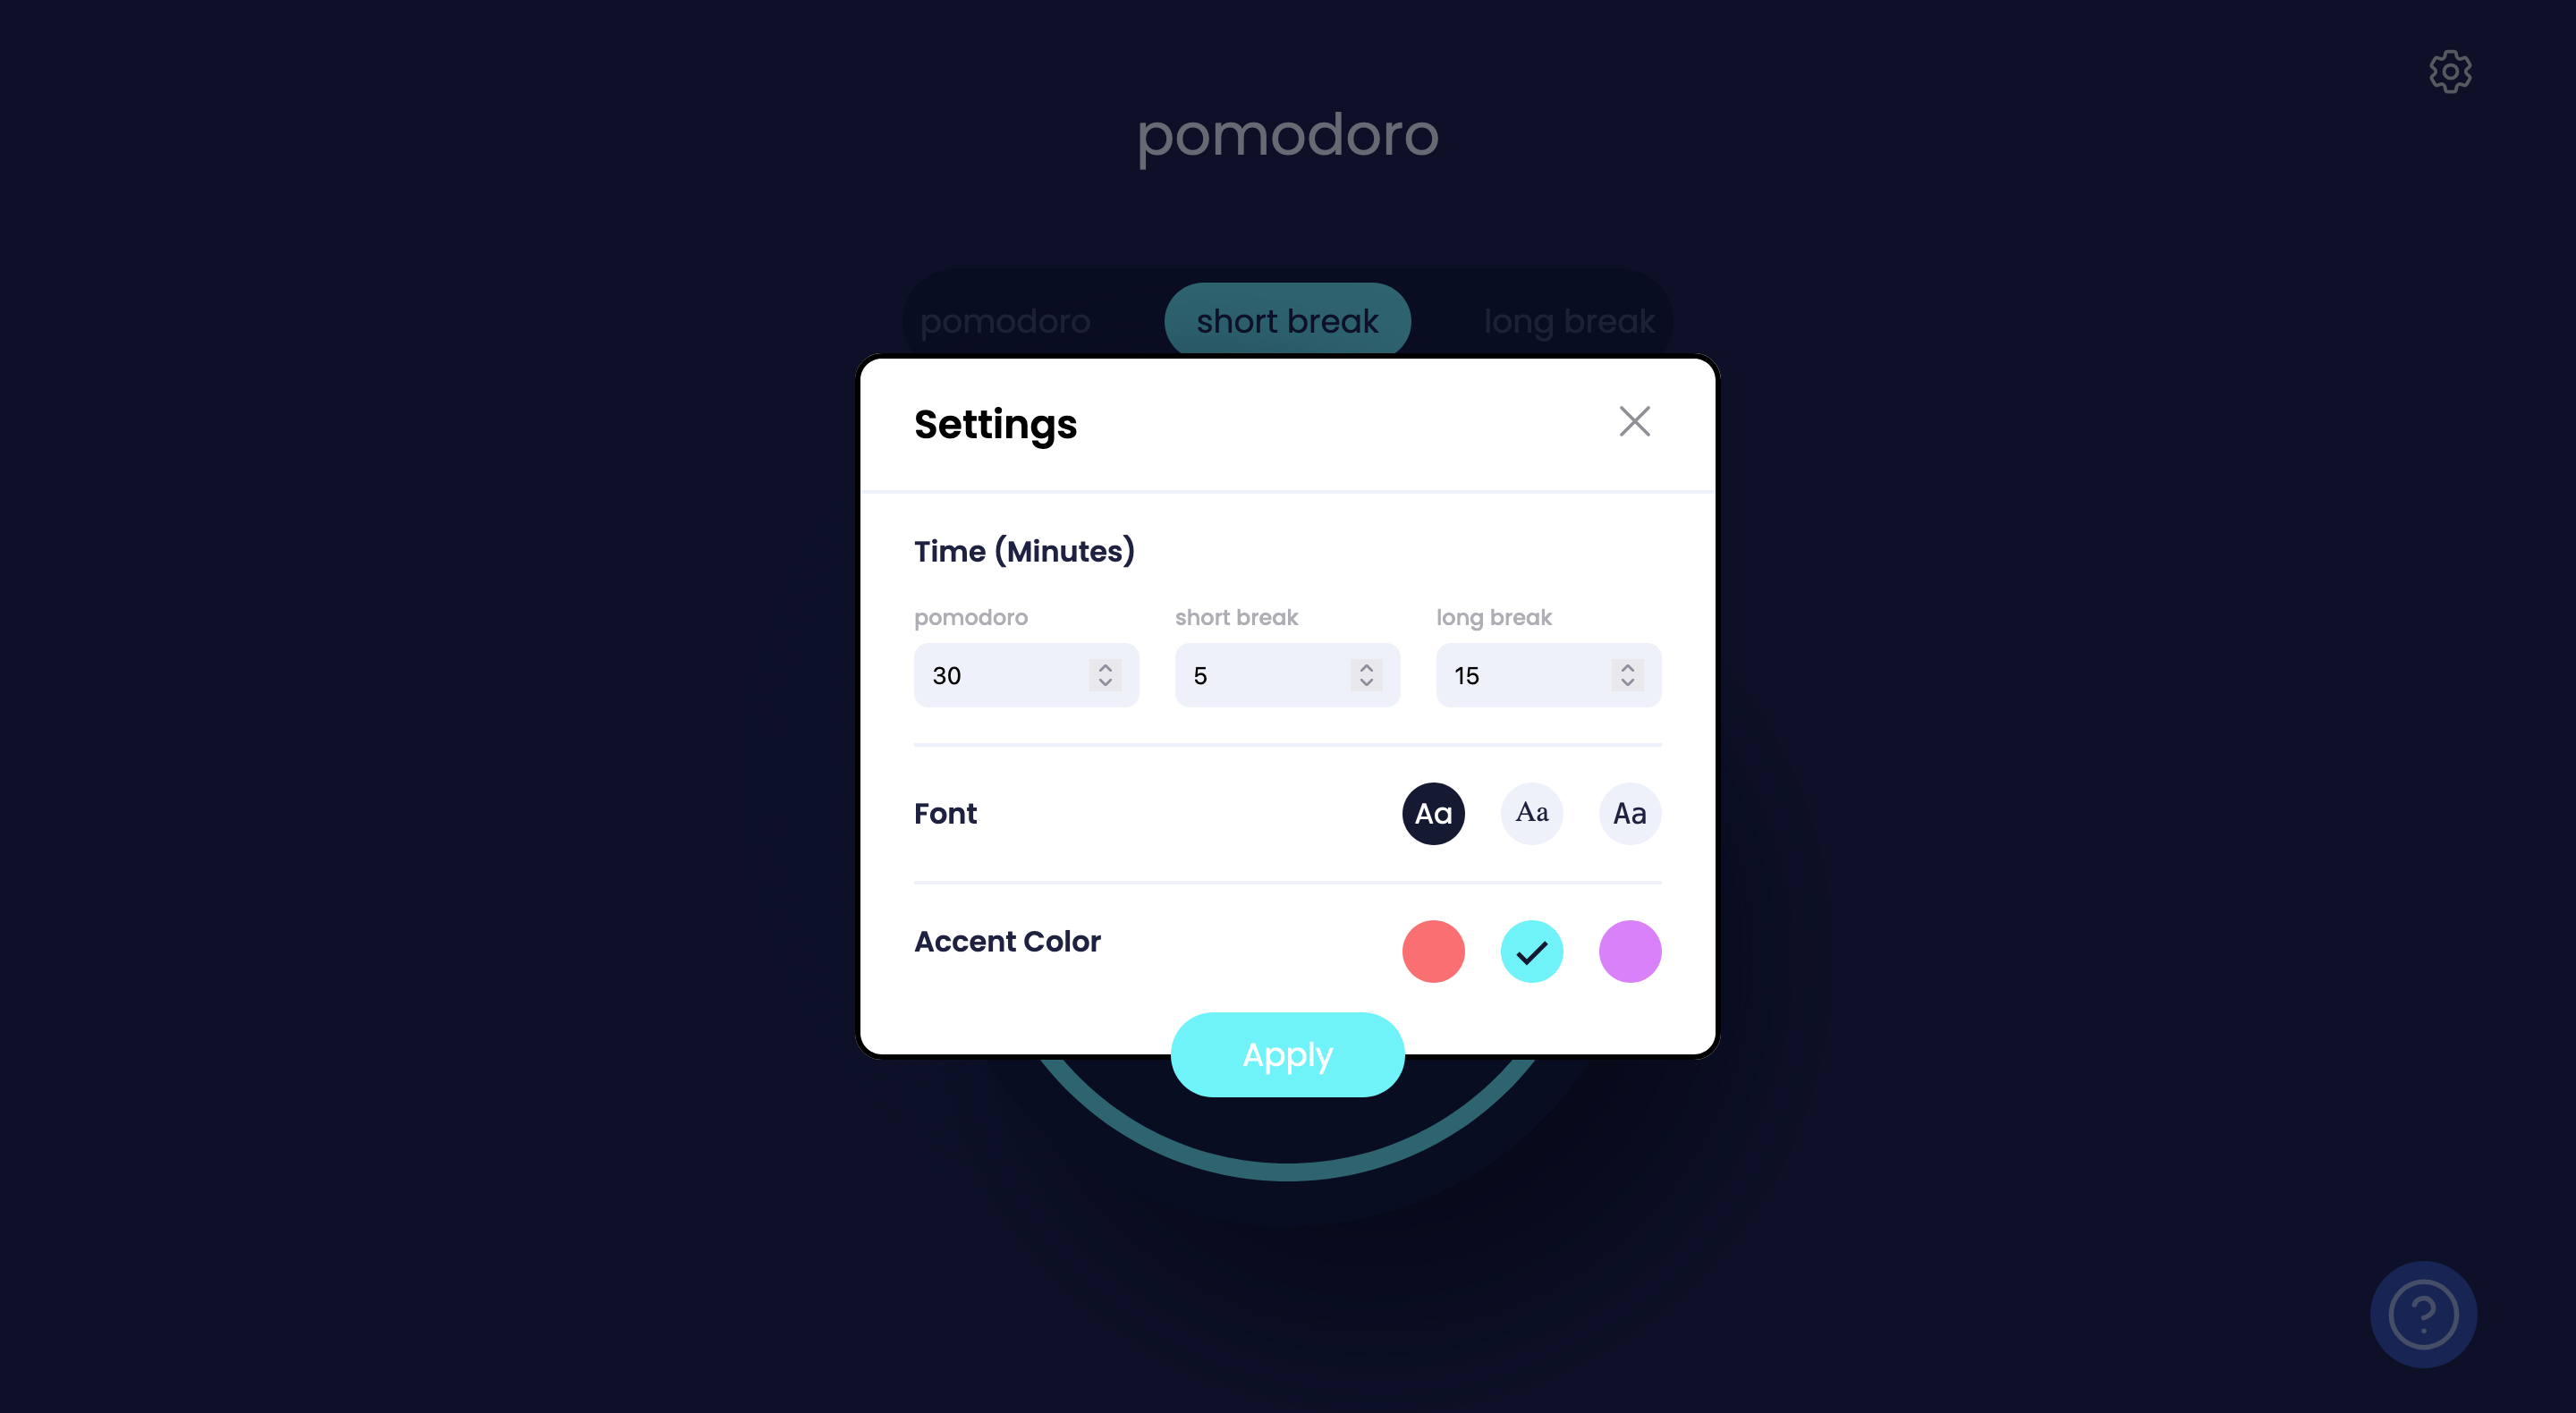 pomodoro
pomodoro short break long break
Settings
Time (Minutes)
pomodoro short break long break
30 5 15
Font Aa Aa Aa
Accent Color
Apply
?